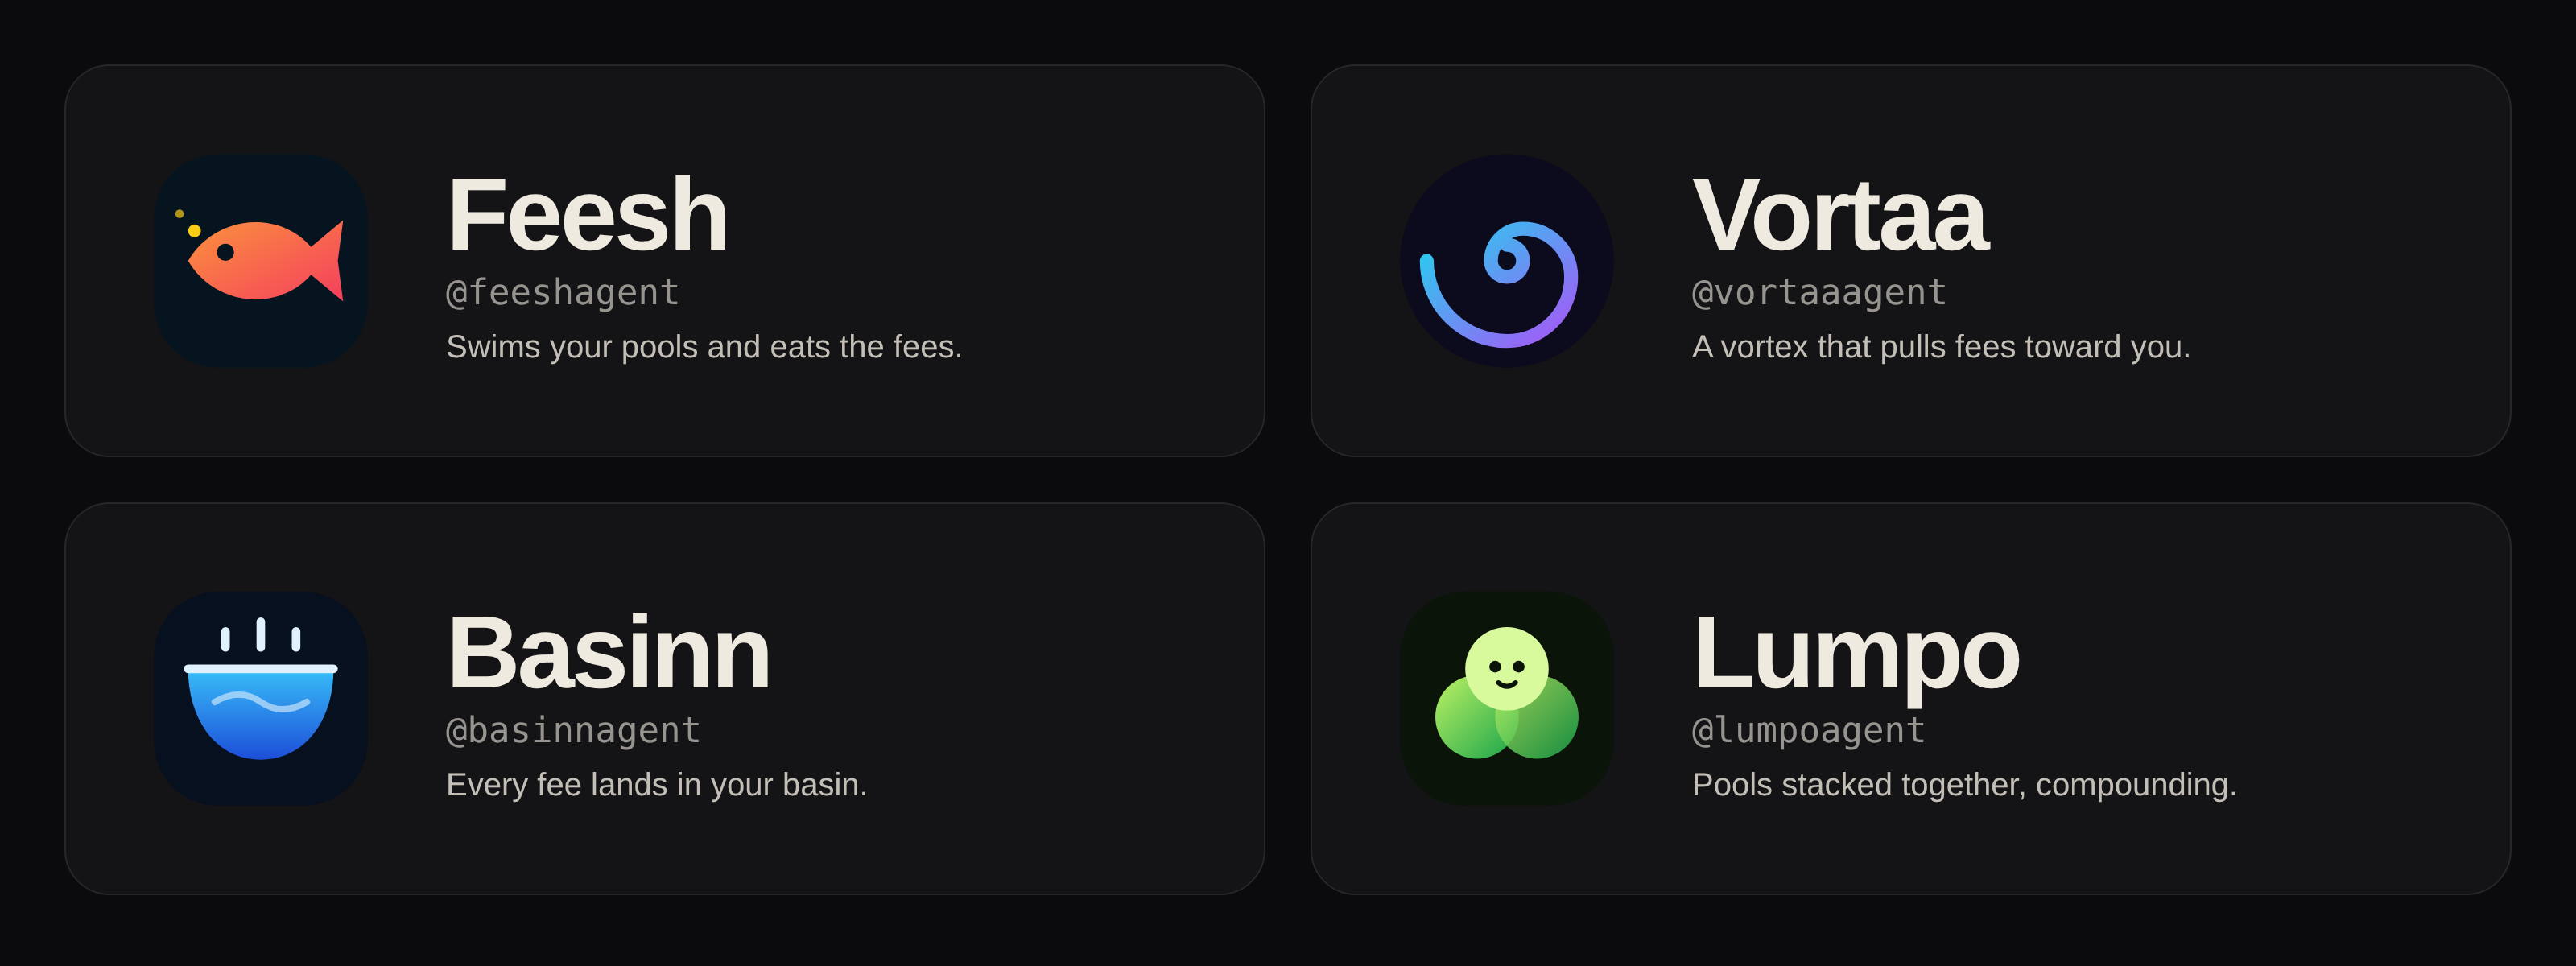 Feesh
@feeshagent
Swims your pools and eats the fees.
Vortaa
@vortaaagent
A vortex that pulls fees toward you.
Basinn
@basinnagent
Every fee lands in your basin.
Lumpo
@lumpoagent
Pools stacked together, compounding.